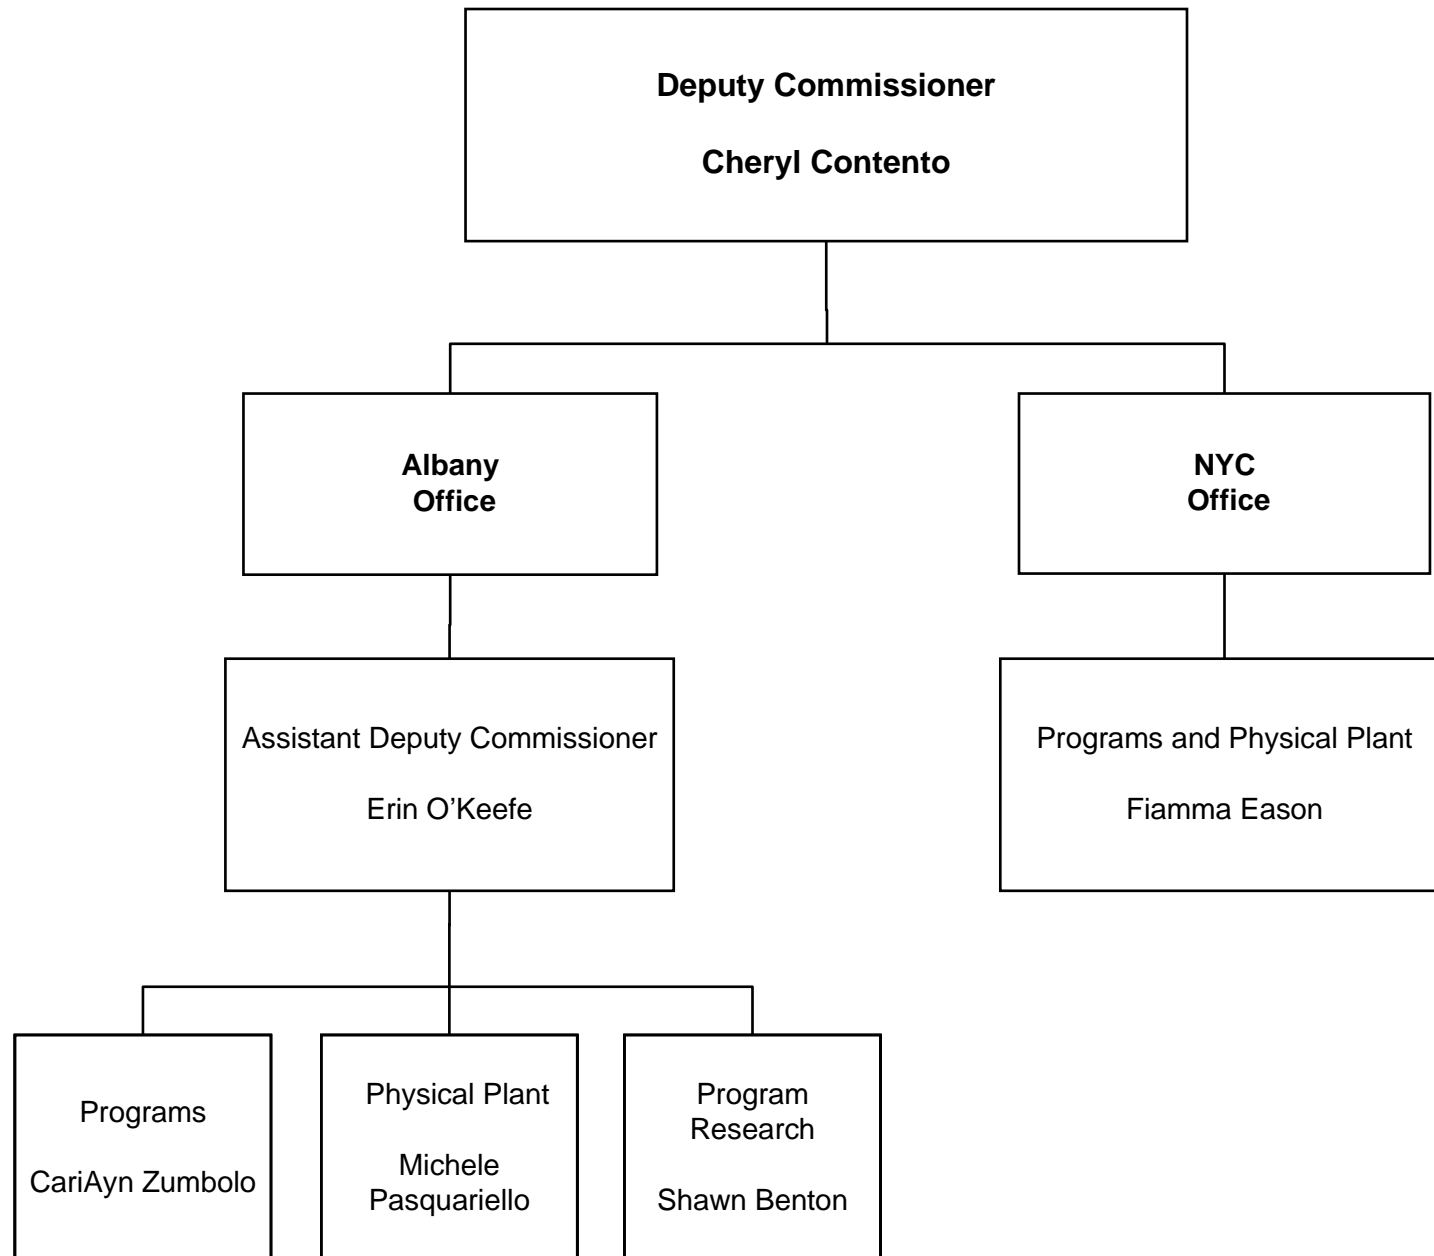 Deputy Commissioner
Cheryl Contento
Albany
Office
NYC
Office
Assistant Deputy Commissioner
Erin O’Keefe
Programs and Physical Plant
Fiamma Eason
Programs
CariAyn Zumbolo
Physical Plant
Michele
Pasquariello
Program
Research
Shawn Benton